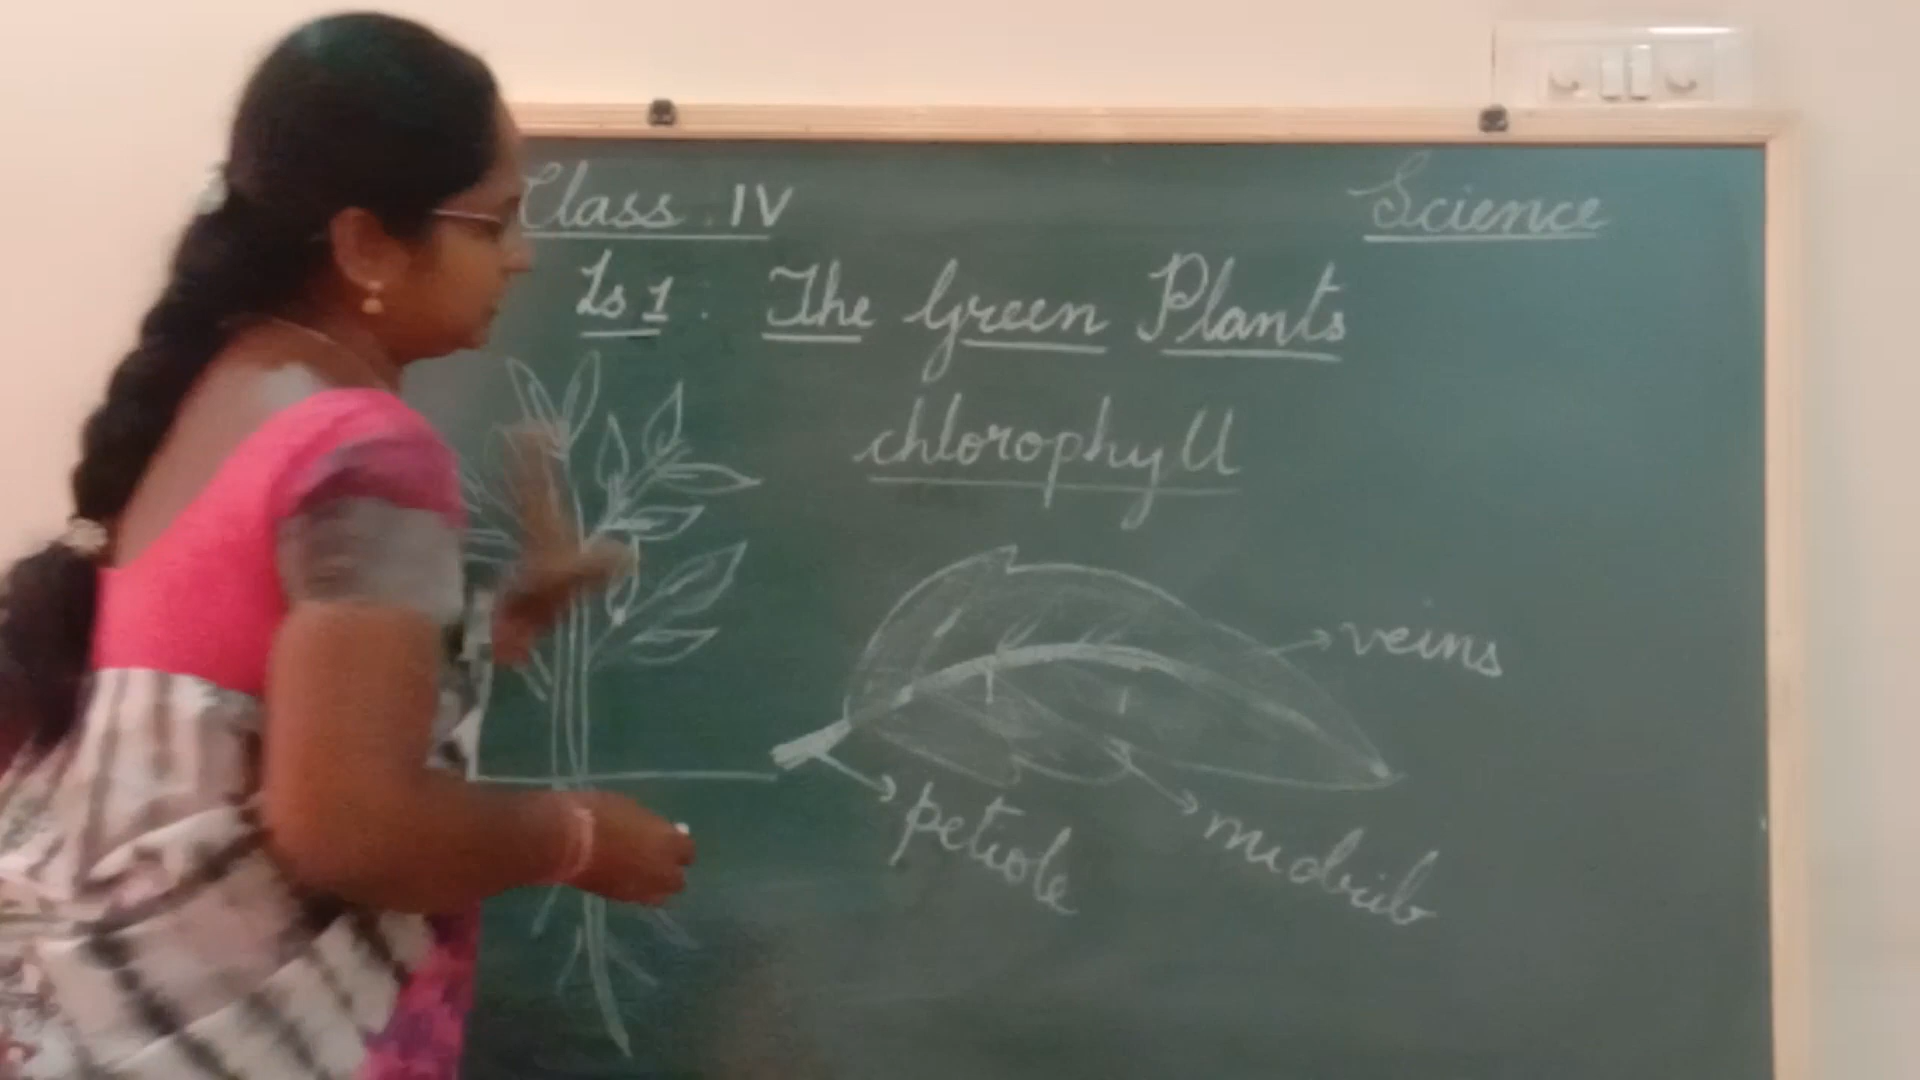 Class IV
Science
Ls 1. The Green Plants
chlorophyll
veins
petiole
midrib